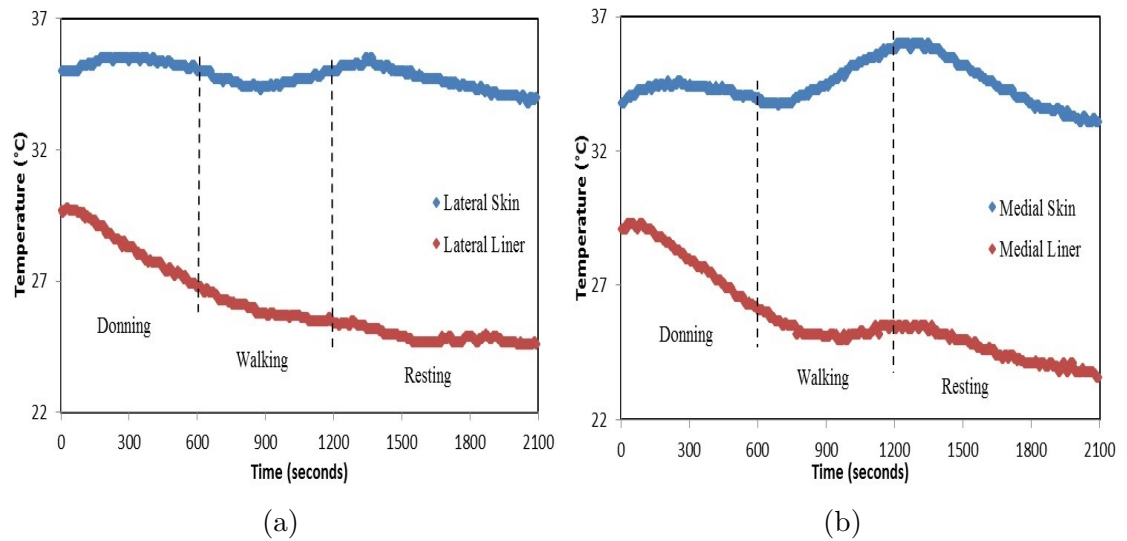 37
32
27
22
Temperature (°C)
Lateral Skin
Lateral Liner
Donning
Walking
Resting
0 300 600 900 1200 1500 1800 2100
Time (seconds)
(a)
37
32
27
22
Temperature (°C)
Medial Skin
Medial Liner
Donning
Walking
Resting
0 300 600 900 1200 1500 1800 2100
Time (seconds)
(b)